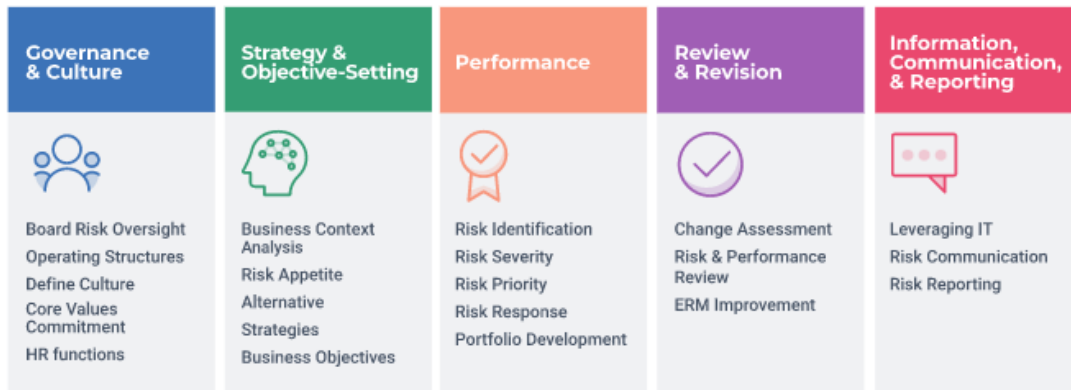 Governance
& Culture
Board Risk Oversight
Operating Structures
Define Culture
Core Values
Commitment
HR functions
Strategy &
Objective-Setting
Business Context
Analysis
Risk Appetite
Alternative
Strategies
Business Objectives
Performance
Risk Identification
Risk Severity
Risk Priority
Risk Response
Portfolio Development
Review
& Revision
Change Assessment
Risk & Performance
Review
ERM Improvement
Information,
Communication,
& Reporting
Leveraging IT
Risk Communication
Risk Reporting